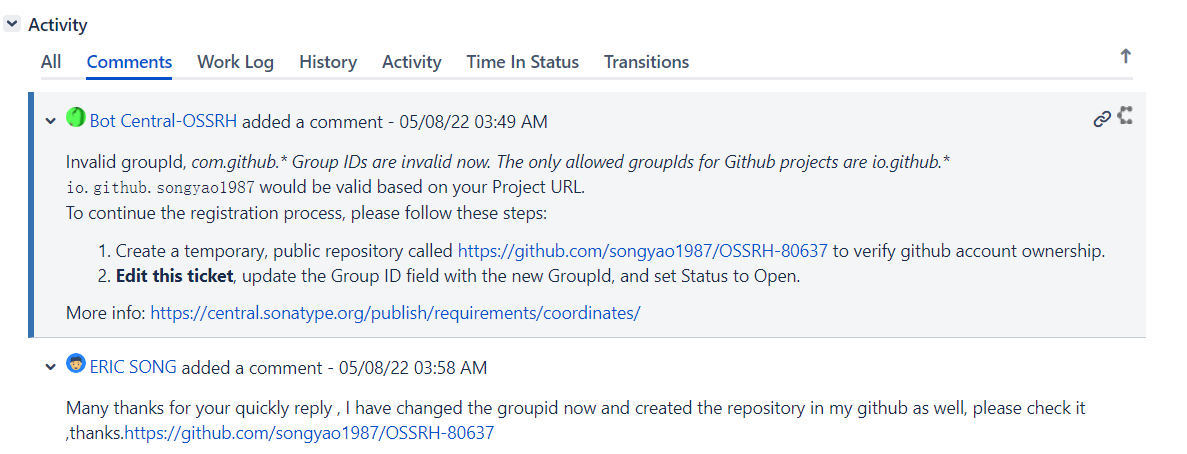 Activity
All Comments Work Log History Activity Time In Status Transitions
Bot Central-OSSRH added a comment - 05/08/22 03:49 AM
Invalid groupId, com.github.* Group IDs are invalid now. The only allowed groupIds for Github projects are io.github.*
io.github.songyao1987 would be valid based on your Project URL.
To continue the registration process, please follow these steps:
1. Create a temporary, public repository called https://github.com/songyao1987/OSSRH-80637 to verify github account ownership.
2. Edit this ticket, update the Group ID field with the new GroupId, and set Status to Open.
More info: https://central.sonatype.org/publish/requirements/coordinates/
ERIC SONG added a comment - 05/08/22 03:58 AM
Many thanks for your quickly reply , I have changed the groupid now and created the repository in my github as well, please check it
,thanks.https://github.com/songyao1987/OSSRH-80637